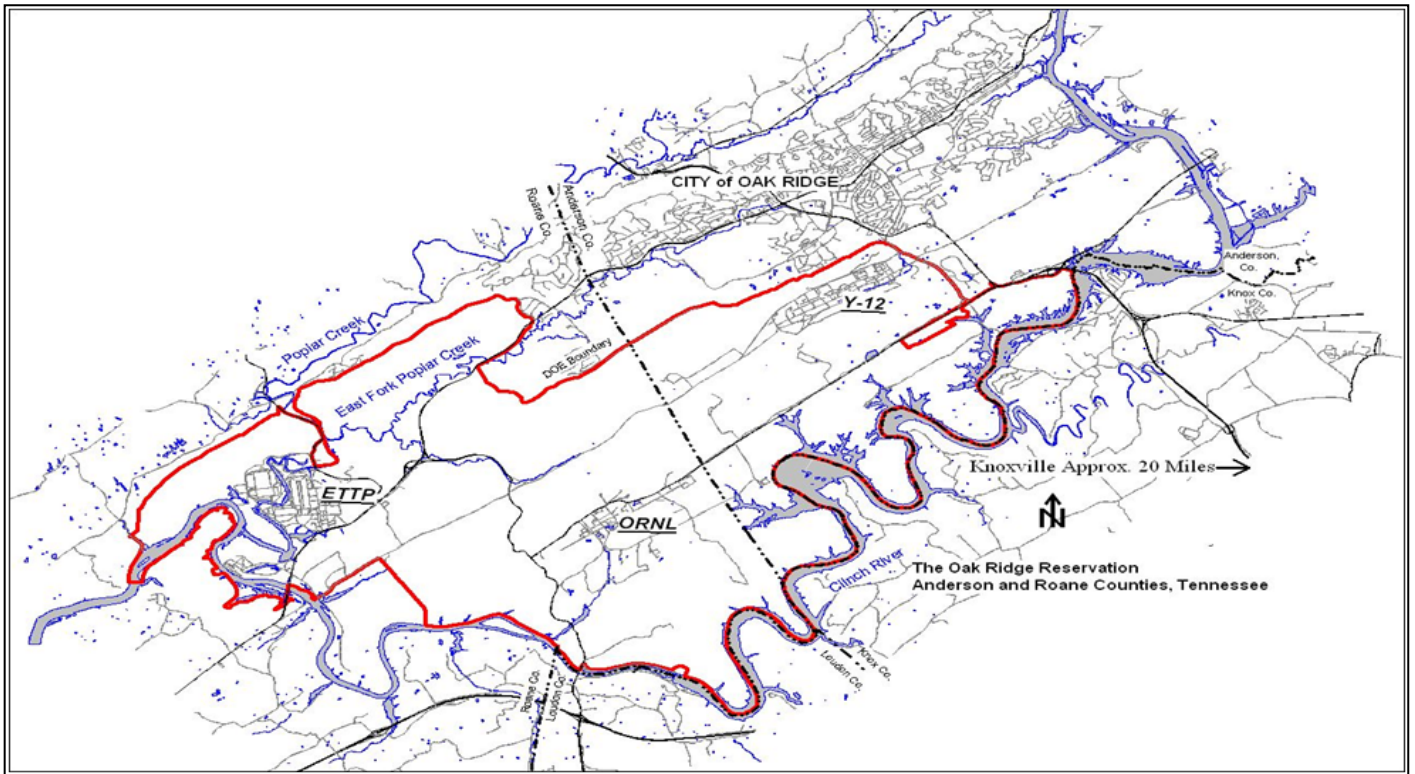 CITY of OAK RIDGE
Anderson Co.
Roane Co.
Anderson,
Co.
Knox Co.
Y-12
Poplar Creek
East Fork Poplar Creek
DOE Boundary
ETTP
ORNL
Knoxville Approx. 20 Miles
N
Clinch River
The Oak Ridge Reservation
Anderson and Roane Counties, Tennessee
Knox Co.
Loudon Co.
Roane Co.
Loudon Co.